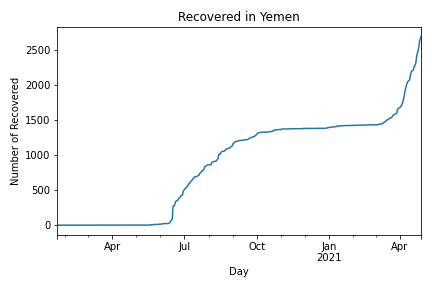 Recovered in Yemen
Number of Recovered
2500
2000
1500
1000
500
0
Apr
Jul
Oct
Jan
2021
Apr
Day